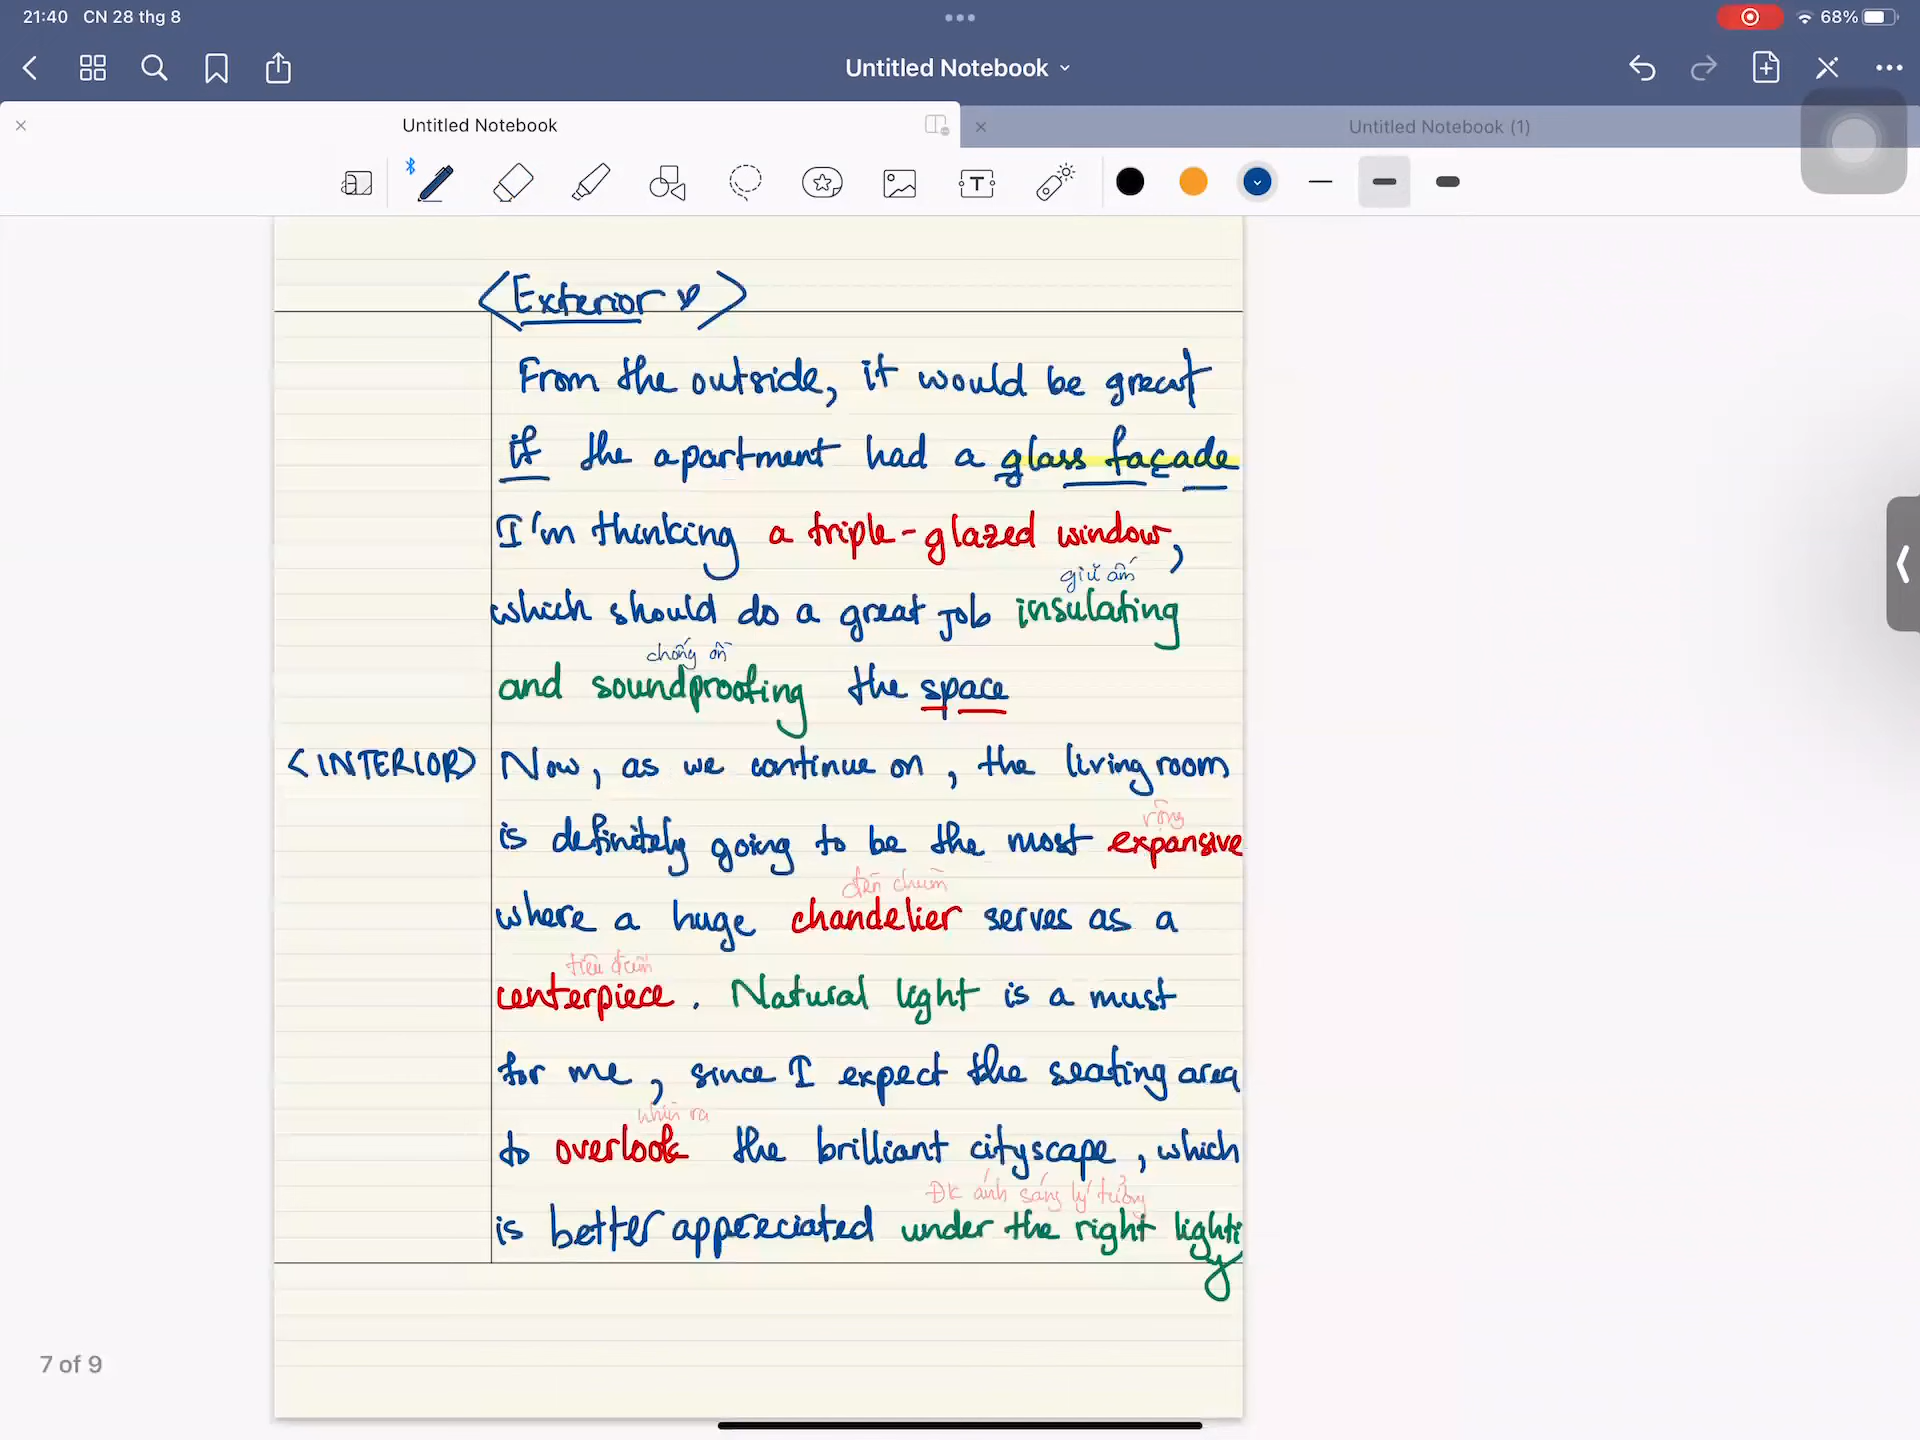 21:40 CN 28 thg 8
68%
Untitled Notebook
Untitled Notebook
Untitled Notebook (1)
<Exterior>
From the outside, it would be great
if the apartment had a glass façade
I'm thinking a triple-glazed window,
giữ ấm
which should do a great job insulating
chống ồn
and soundproofing the space
<INTERIOR> Now, as we continue on, the living room
rộng
is definitely going to be the most expansive
đèn chùm
where a huge chandelier serves as a
tiêu điểm
centerpiece. Natural light is a must
for me, since I expect the seating area
nhìn ra
to overlook the brilliant cityscape, which
ĐK ánh sáng lý tưởng
is better appreciated under the right lighting
7 of 9